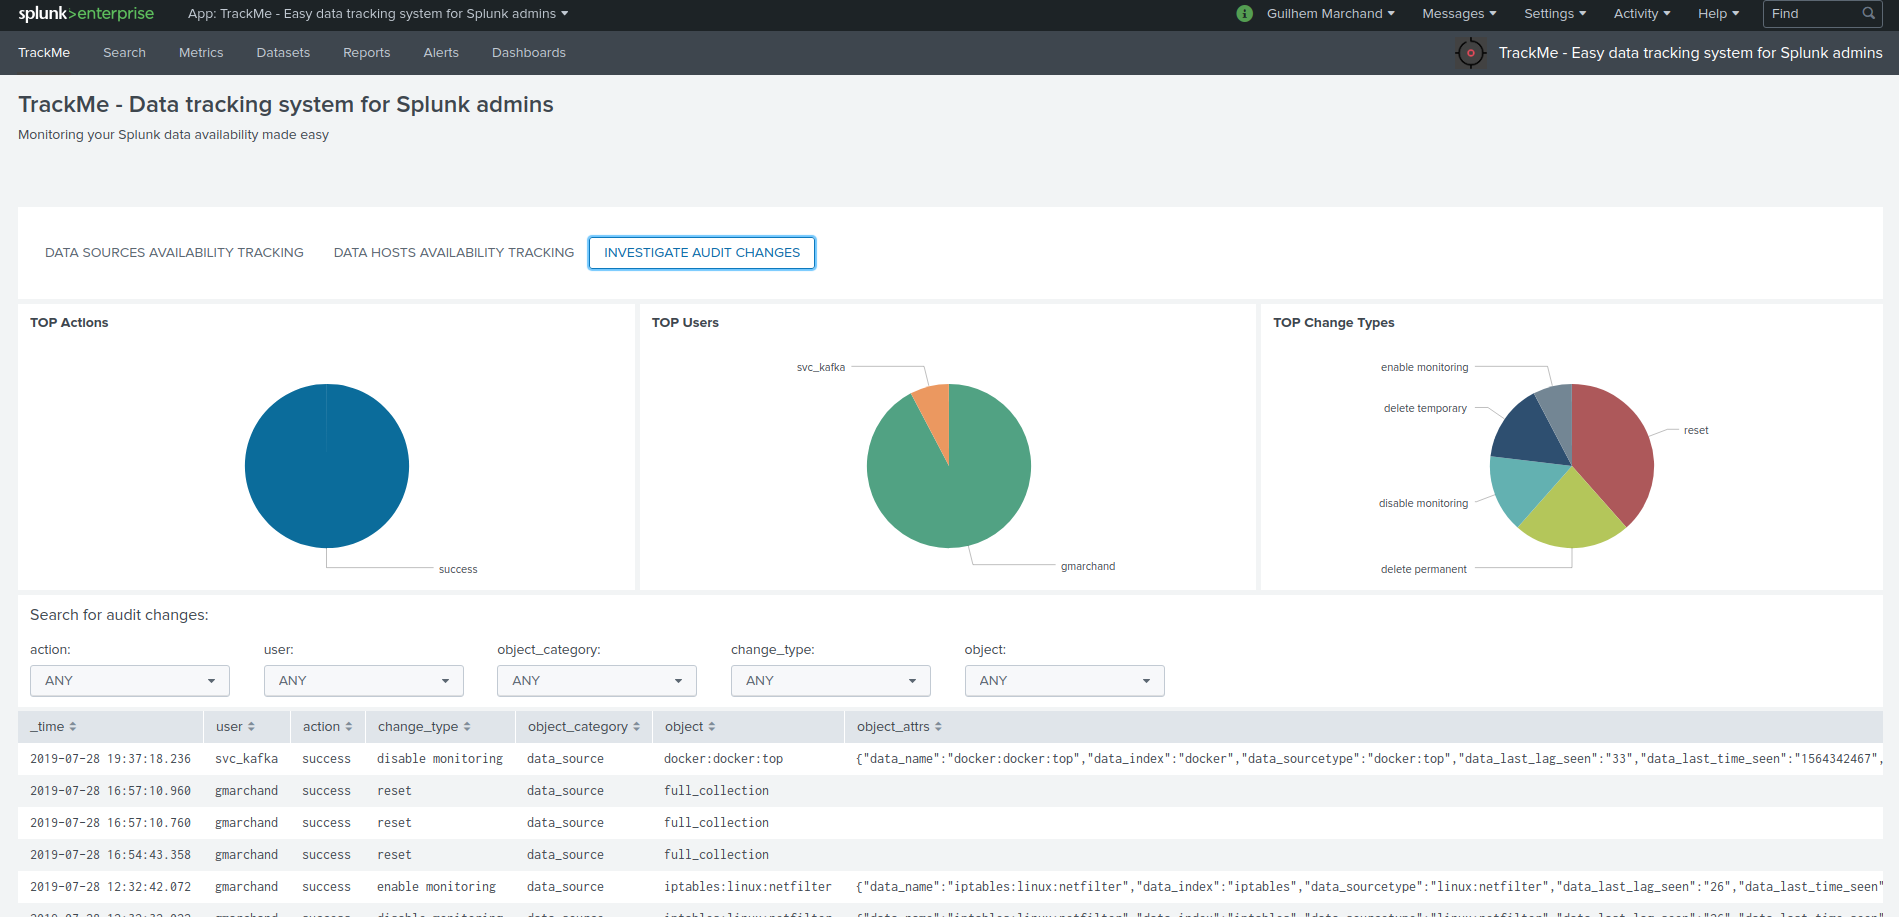 splunk>enterprise App: TrackMe - Easy data tracking system for Splunk admins i Guilhem Marchand Messages Settings Activity Help Find
TrackMe Search Metrics Datasets Reports Alerts Dashboards TrackMe - Easy data tracking system for Splunk admins
TrackMe - Data tracking system for Splunk admins
Monitoring your Splunk data availability made easy
DATA SOURCES AVAILABILITY TRACKING DATA HOSTS AVAILABILITY TRACKING INVESTIGATE AUDIT CHANGES
TOP Actions
success
TOP Users
svc_kafka
gmarchand
TOP Change Types
enable monitoring
delete temporary
reset
disable monitoring
delete permanent
Search for audit changes:
action: user: object_category: change_type: object:
ANY ANY ANY ANY ANY
_time user action change_type object_category object object_attrs
2019-07-28 19:37:18.236 svc_kafka success disable monitoring data_source docker:docker:top {"data_name":"docker:docker:top","data_index":"docker","data_sourcetype":"docker:top","data_last_lag_seen":"33","data_last_time_seen":"1564342467",
2019-07-28 16:57:10.960 gmarchand success reset data_source full_collection
2019-07-28 16:57:10.760 gmarchand success reset data_source full_collection
2019-07-28 16:54:43.358 gmarchand success reset data_source full_collection
2019-07-28 12:32:42.072 gmarchand success enable monitoring data_source iptables:linux:netfilter {"data_name":"iptables:linux:netfilter","data_index":"iptables","data_sourcetype":"linux:netfilter","data_last_lag_seen":"26","data_last_time_seen"